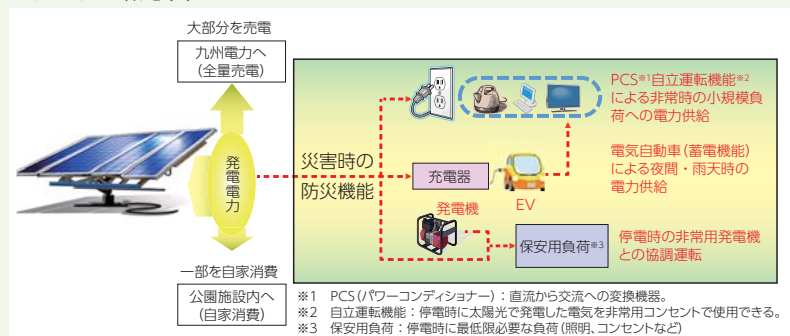 大部分を売電
九州電力へ
(全量売電)
発電電力
一部を自家消費
公園施設内へ
(自家消費)
災害時の
防災機能
PCS※1自立運転機能※2
による非常時の小規模負
荷への電力供給
充電器
EV
電気自動車(蓄電機能)
による夜間・雨天時の
電力供給
発電機
保安用負荷※3
停電時の非常用発電機
との協調運転
※1 PCS(パワーコンディショナー):直流から交流への変換機器。
※2 自立運転機能:停電時に太陽光で発電した電気を非常用コンセントで使用できる。
※3 保安用負荷:停電時に最低限必要な負荷(照明、コンセントなど)